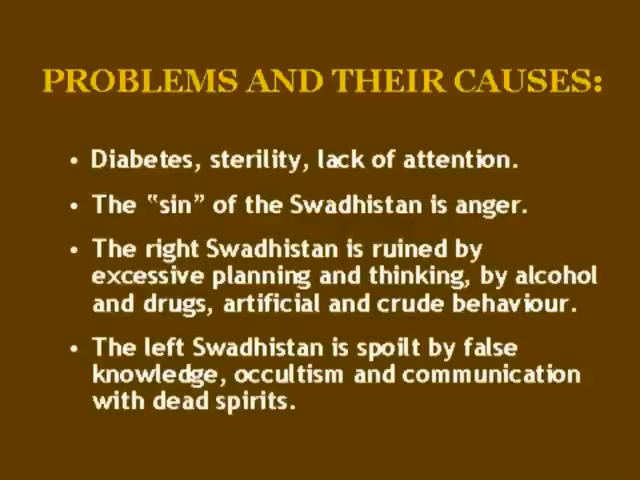 PROBLEMS AND THEIR CAUSES:
• Diabetes, sterility, lack of attention.
• The “sin” of the Swadhistan is anger.
• The right Swadhistan is ruined by
excessive planning and thinking, by alcohol
and drugs, artificial and crude behaviour.
• The left Swadhistan is spoilt by false
knowledge, occultism and communication
with dead spirits.